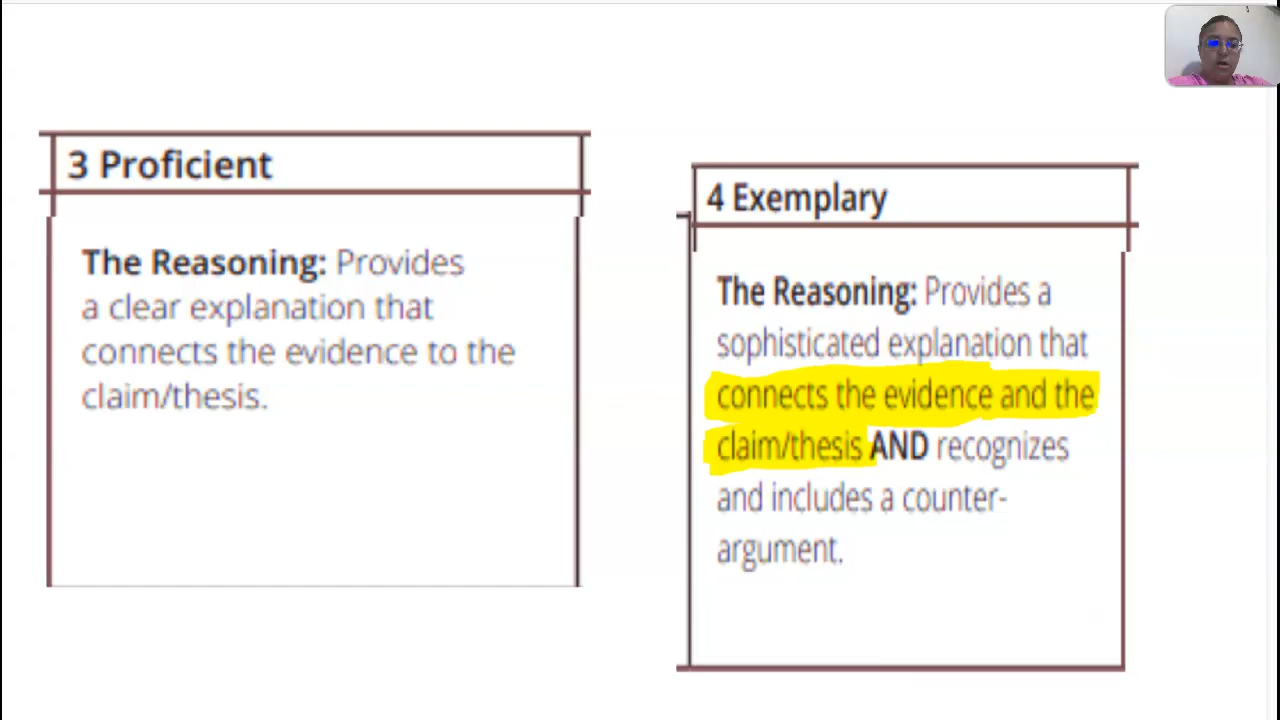 3 Proficient
The Reasoning: Provides
a clear explanation that
connects the evidence to the
claim/thesis.
4 Exemplary
The Reasoning: Provides a
sophisticated explanation that
connects the evidence and the
claim/thesis AND recognizes
and includes a counter-
argument.